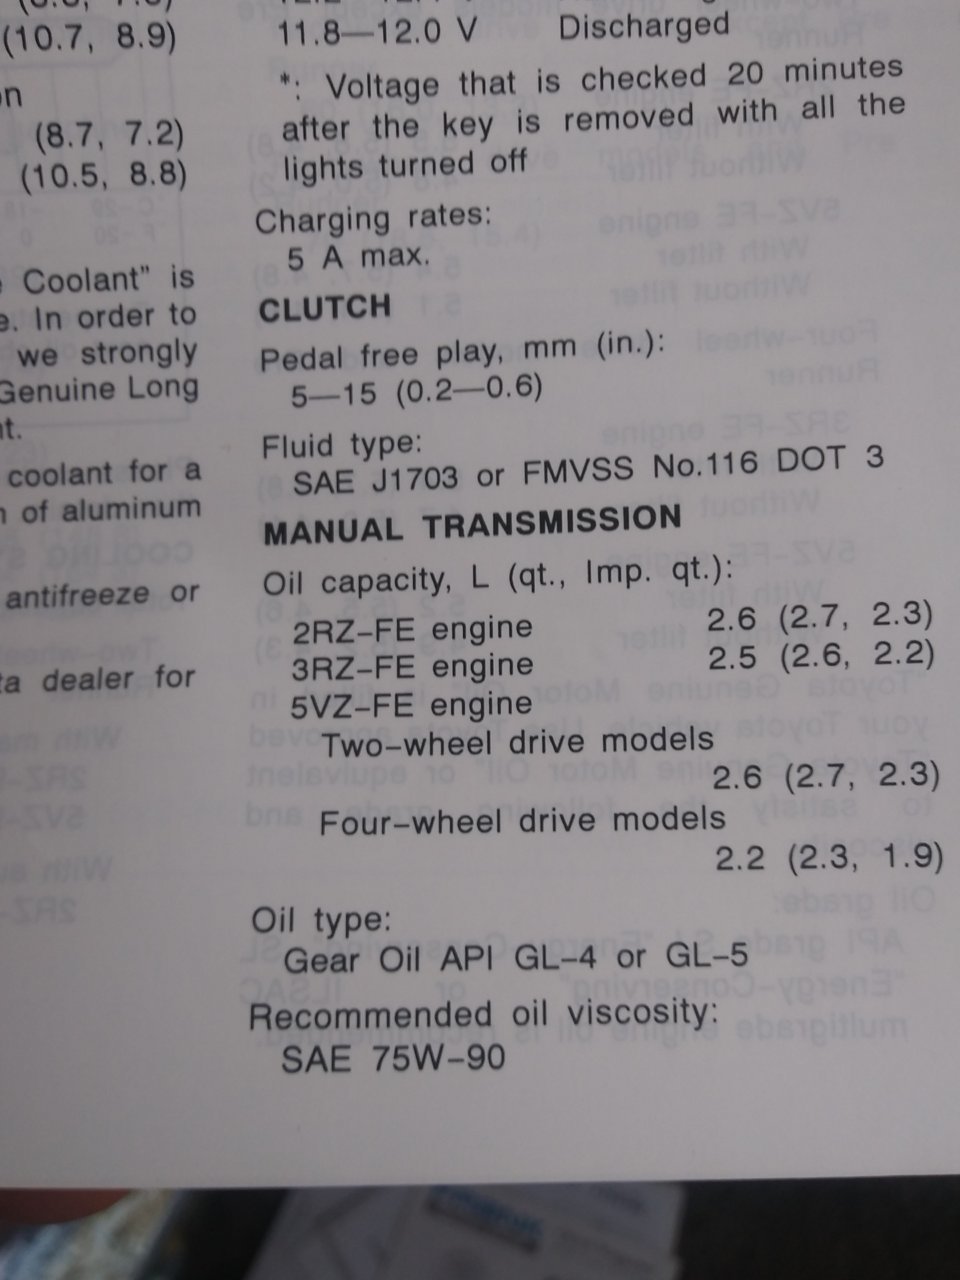 (10.7, 8.9)
(8.7, 7.2)
(10.5, 8.8)
Coolant" is
In order to
we strongly
Genuine Long
coolant for a
of aluminum
antifreeze or
dealer for
11.8—12.0 V Discharged
*: Voltage that is checked 20 minutes
after the key is removed with all the
lights turned off
Charging rates:
5 A max.
CLUTCH
Pedal free play, mm (in.):
5—15 (0.2—0.6)
Fluid type:
SAE J1703 or FMVSS No.116 DOT 3
MANUAL TRANSMISSION
Oil capacity, L (qt., Imp. qt.):
2RZ–FE engine 2.6 (2.7, 2.3)
3RZ–FE engine 2.5 (2.6, 2.2)
5VZ–FE engine
Two–wheel drive models
2.6 (2.7, 2.3)
Four–wheel drive models
2.2 (2.3, 1.9)
Oil type:
Gear Oil API GL–4 or GL–5
Recommended oil viscosity:
SAE 75W–90